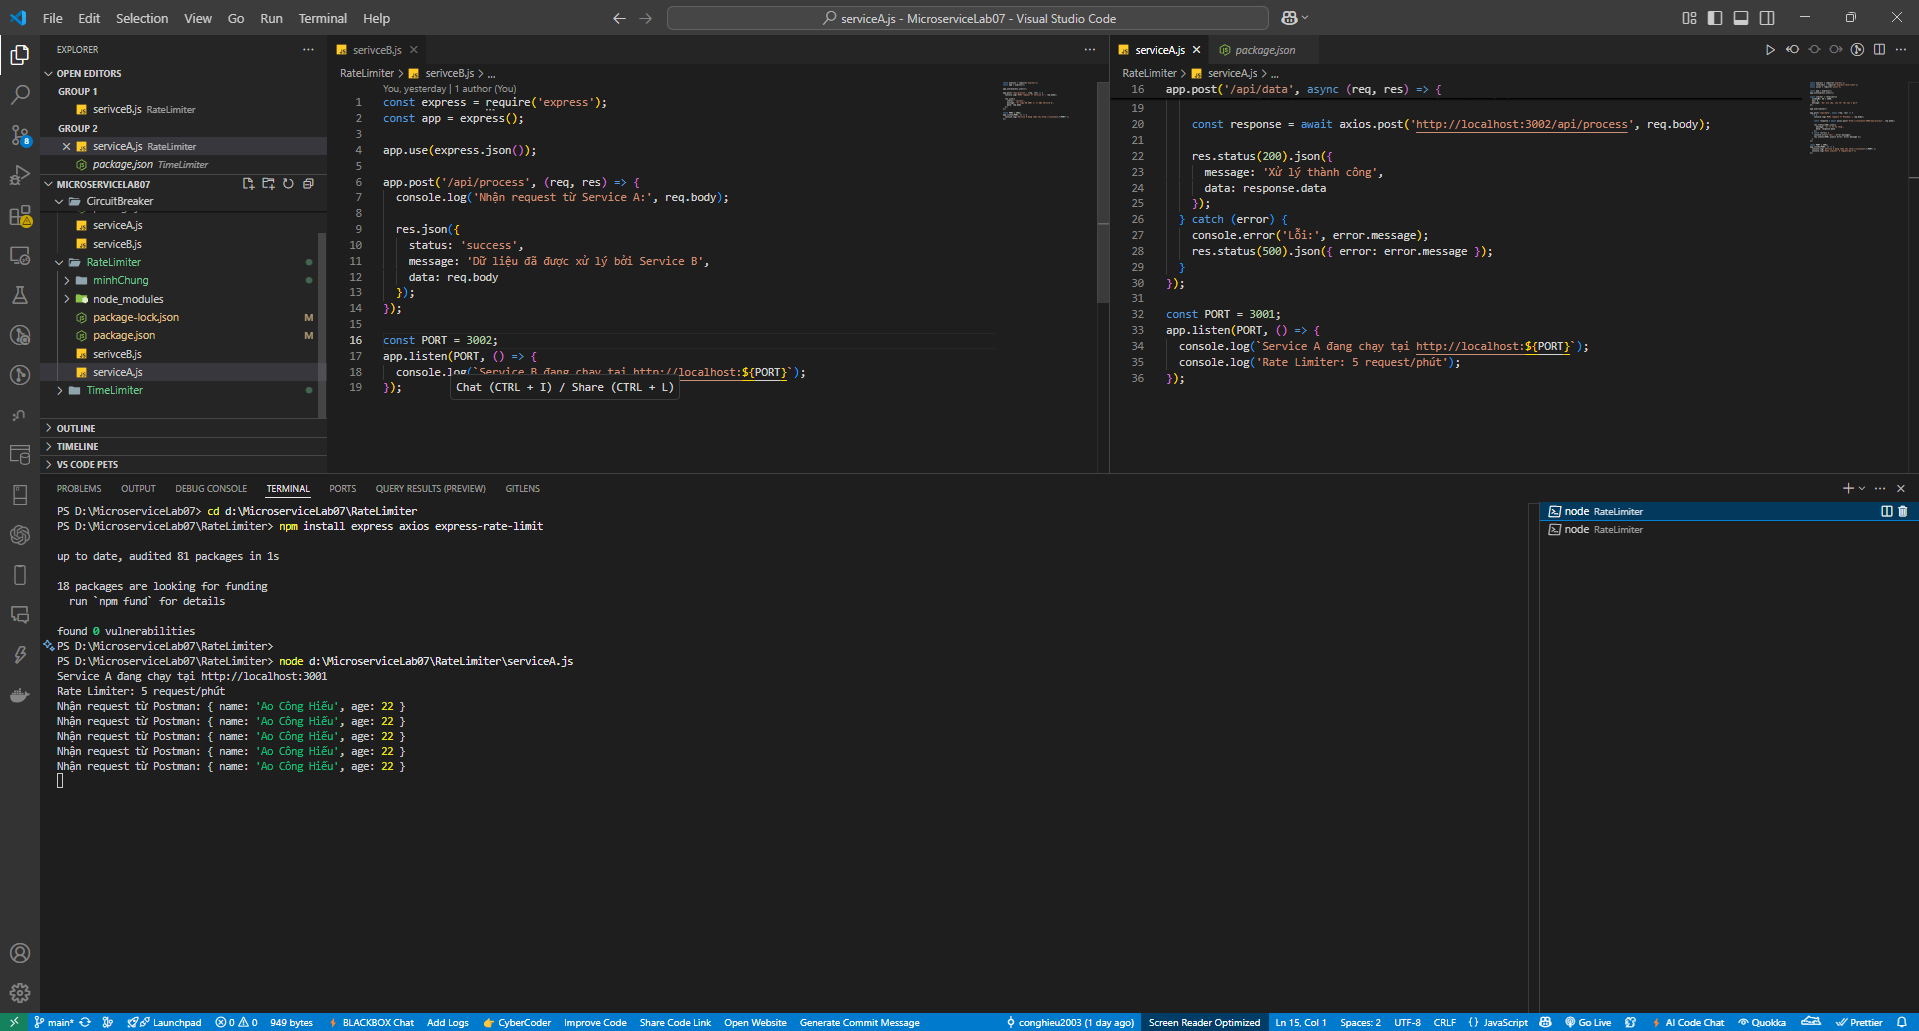 File Edit Selection View Go Run Terminal Help
serviceA.js - MicroserviceLab07 - Visual Studio Code
EXPLORER
OPEN EDITORS
GROUP 1
serivceB.js RateLimiter
GROUP 2
serviceA.js RateLimiter
package.json TimeLimiter
MICROSERVICELAB07
CircuitBreaker
serviceA.js
serviceB.js
RateLimiter
minhChung
node_modules
package-lock.json M
package.json M
serivceB.js
serviceA.js
TimeLimiter
OUTLINE
TIMELINE
VS CODE PETS
serivceB.js
RateLimiter > serivceB.js > ...
You, yesterday | 1 author (You)
1 const express = require('express');
2 const app = express();
3
4 app.use(express.json());
5
6 app.post('/api/process', (req, res) => {
7 console.log('Nhận request từ Service A:', req.body);
8
9 res.json({
10 status: 'success',
11 message: 'Dữ liệu đã được xử lý bởi Service B',
12 data: req.body
13 });
14 });
15
16 const PORT = 3002;
17 app.listen(PORT, () => {
18 console.log(`Service B đang chạy tại http://localhost:${PORT}`);
19 });
Chat (CTRL + I) / Share (CTRL + L)
serviceA.js package.json
RateLimiter > serviceA.js > ...
16 app.post('/api/data', async (req, res) => {
19
20 const response = await axios.post('http://localhost:3002/api/process', req.body);
21
22 res.status(200).json({
23 message: 'Xử lý thành công',
24 data: response.data
25 });
26 } catch (error) {
27 console.error('Lỗi:', error.message);
28 res.status(500).json({ error: error.message });
29 }
30 });
31
32 const PORT = 3001;
33 app.listen(PORT, () => {
34 console.log(`Service A đang chạy tại http://localhost:${PORT}`);
35 console.log('Rate Limiter: 5 request/phút');
36 });
PROBLEMS OUTPUT DEBUG CONSOLE TERMINAL PORTS QUERY RESULTS (PREVIEW) GITLENS
PS D:\MicroserviceLab07> cd d:\MicroserviceLab07\RateLimiter
PS D:\MicroserviceLab07\RateLimiter> npm install express axios express-rate-limit
up to date, audited 81 packages in 1s
18 packages are looking for funding
run `npm fund` for details
found 0 vulnerabilities
PS D:\MicroserviceLab07\RateLimiter>
PS D:\MicroserviceLab07\RateLimiter> node d:\MicroserviceLab07\RateLimiter\serviceA.js
Service A đang chạy tại http://localhost:3001
Rate Limiter: 5 request/phút
Nhận request từ Postman: { name: 'Ao Công Hiếu', age: 22 }
Nhận request từ Postman: { name: 'Ao Công Hiếu', age: 22 }
Nhận request từ Postman: { name: 'Ao Công Hiếu', age: 22 }
Nhận request từ Postman: { name: 'Ao Công Hiếu', age: 22 }
Nhận request từ Postman: { name: 'Ao Công Hiếu', age: 22 }
node RateLimiter
node RateLimiter
8
main* Launchpad 0 0 949 bytes BLACKBOX Chat Add Logs CyberCoder Improve Code Share Code Link Open Website Generate Commit Message conghieu2003 (1 day ago) Screen Reader Optimized Ln 15, Col 1 Spaces: 2 UTF-8 CRLF {} JavaScript Go Live AI Code Chat Quokka Prettier